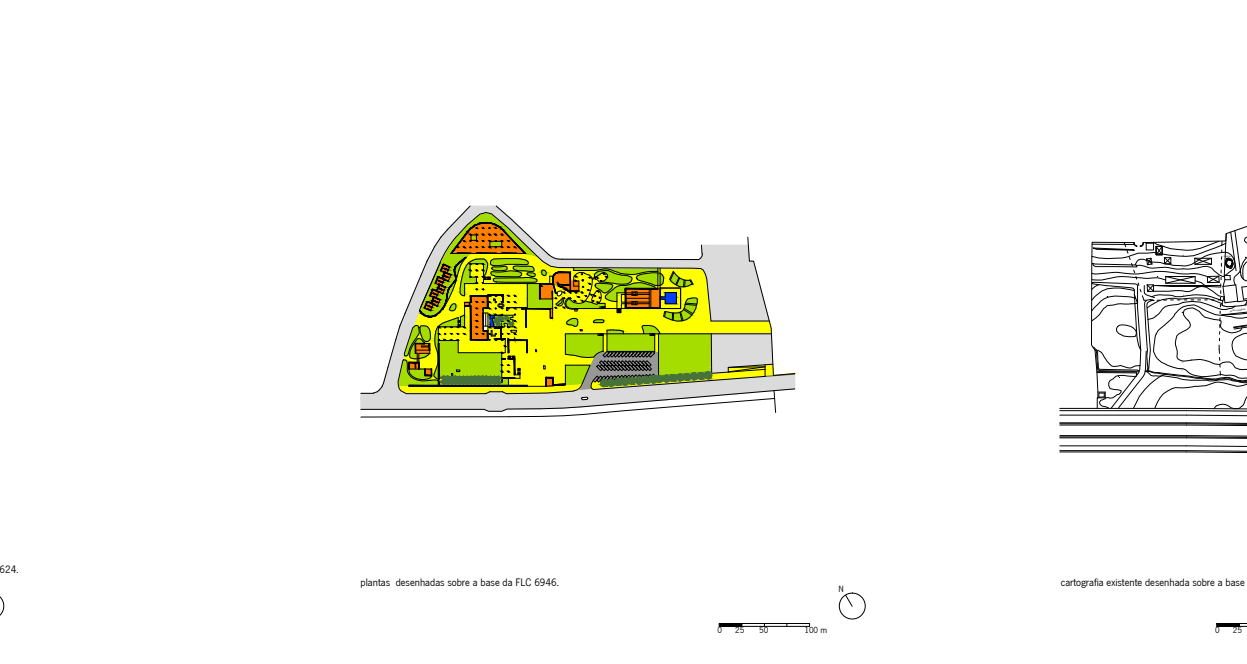 624.
plantas desenhadas sobre a base da FLC 6946.
cartografia existente desenhada sobre a base
N
0 25 50 100 m
0 25